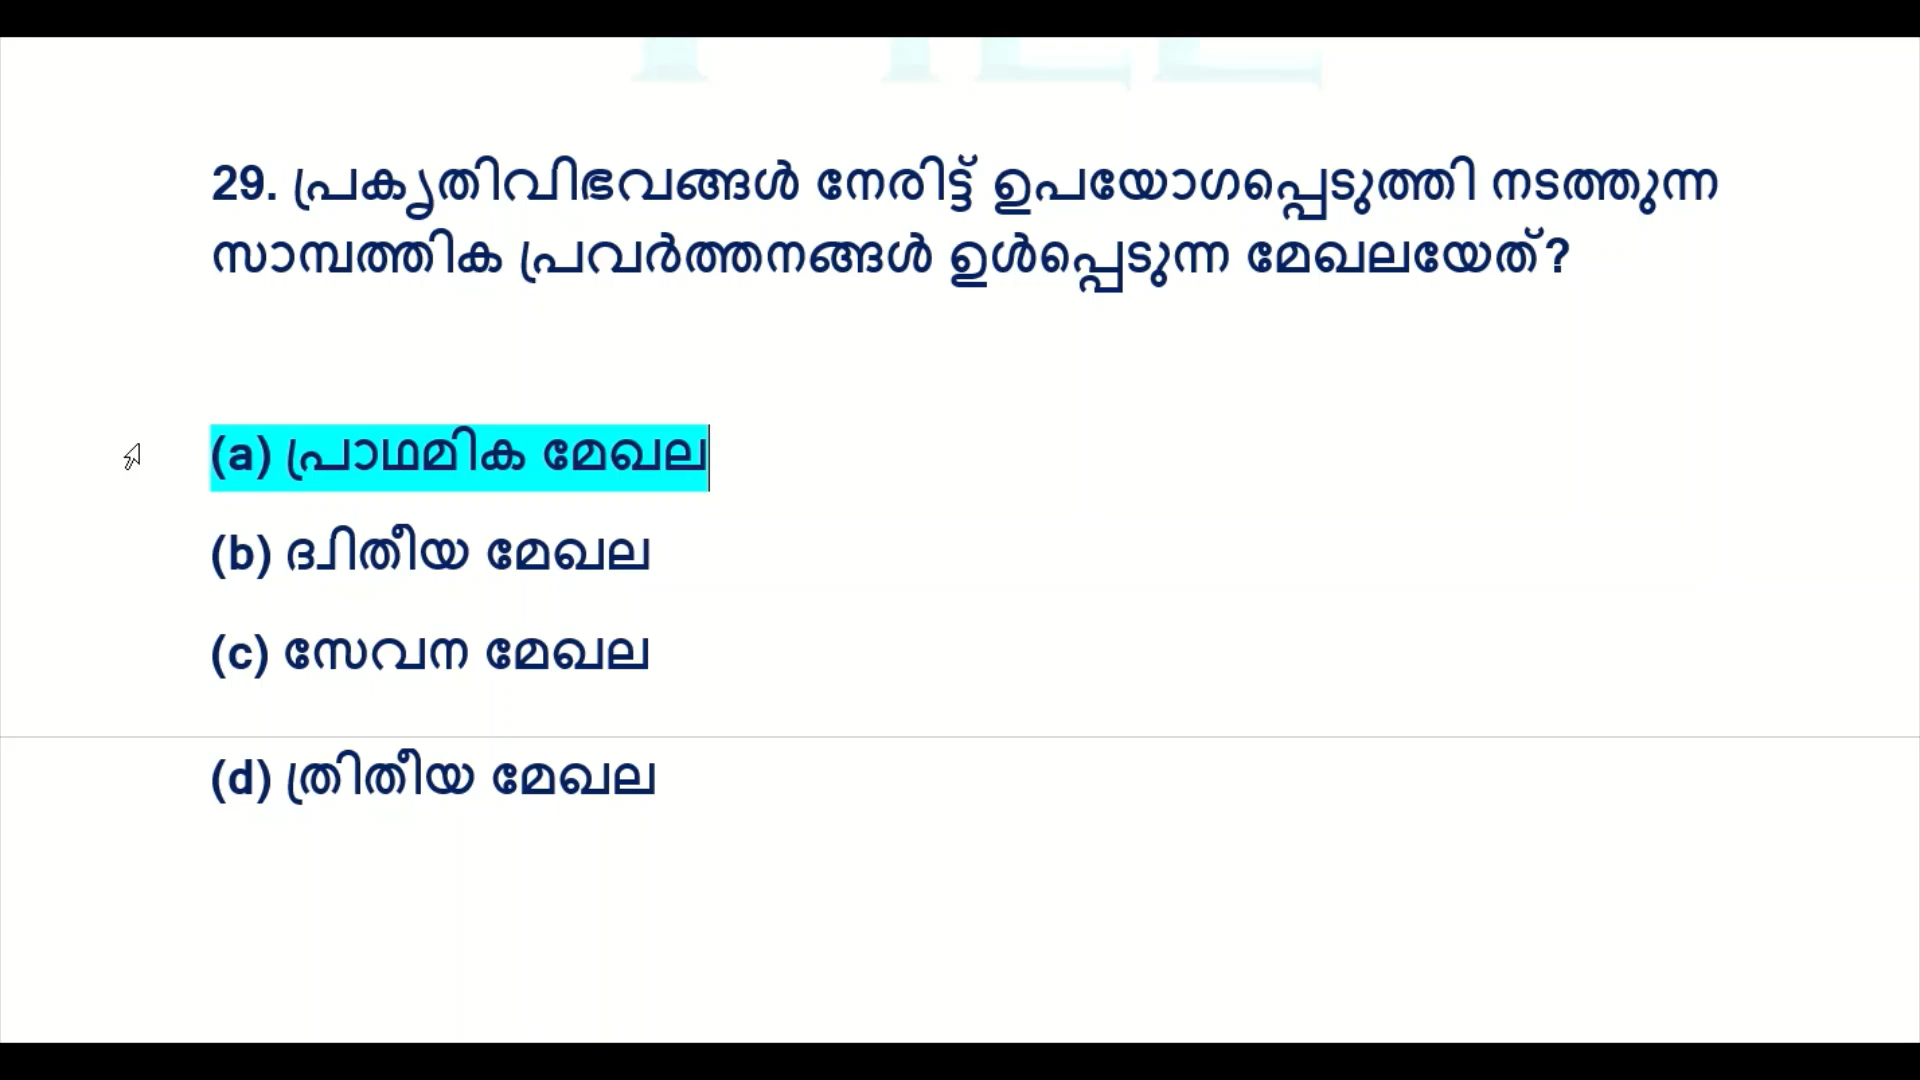 29. പ്രകൃതിവിഭവങ്ങൾ നേരിട്ട് ഉപയോഗപ്പെടുത്തി നടത്തുന്ന
സാമ്പത്തിക പ്രവർത്തനങ്ങൾ ഉൾപ്പെടുന്ന മേഖലയേത്?
(a) പ്രാഥമിക മേഖല
(b) ദ്വിതീയ മേഖല
(c) സേവന മേഖല
(d) ത്രിതീയ മേഖല